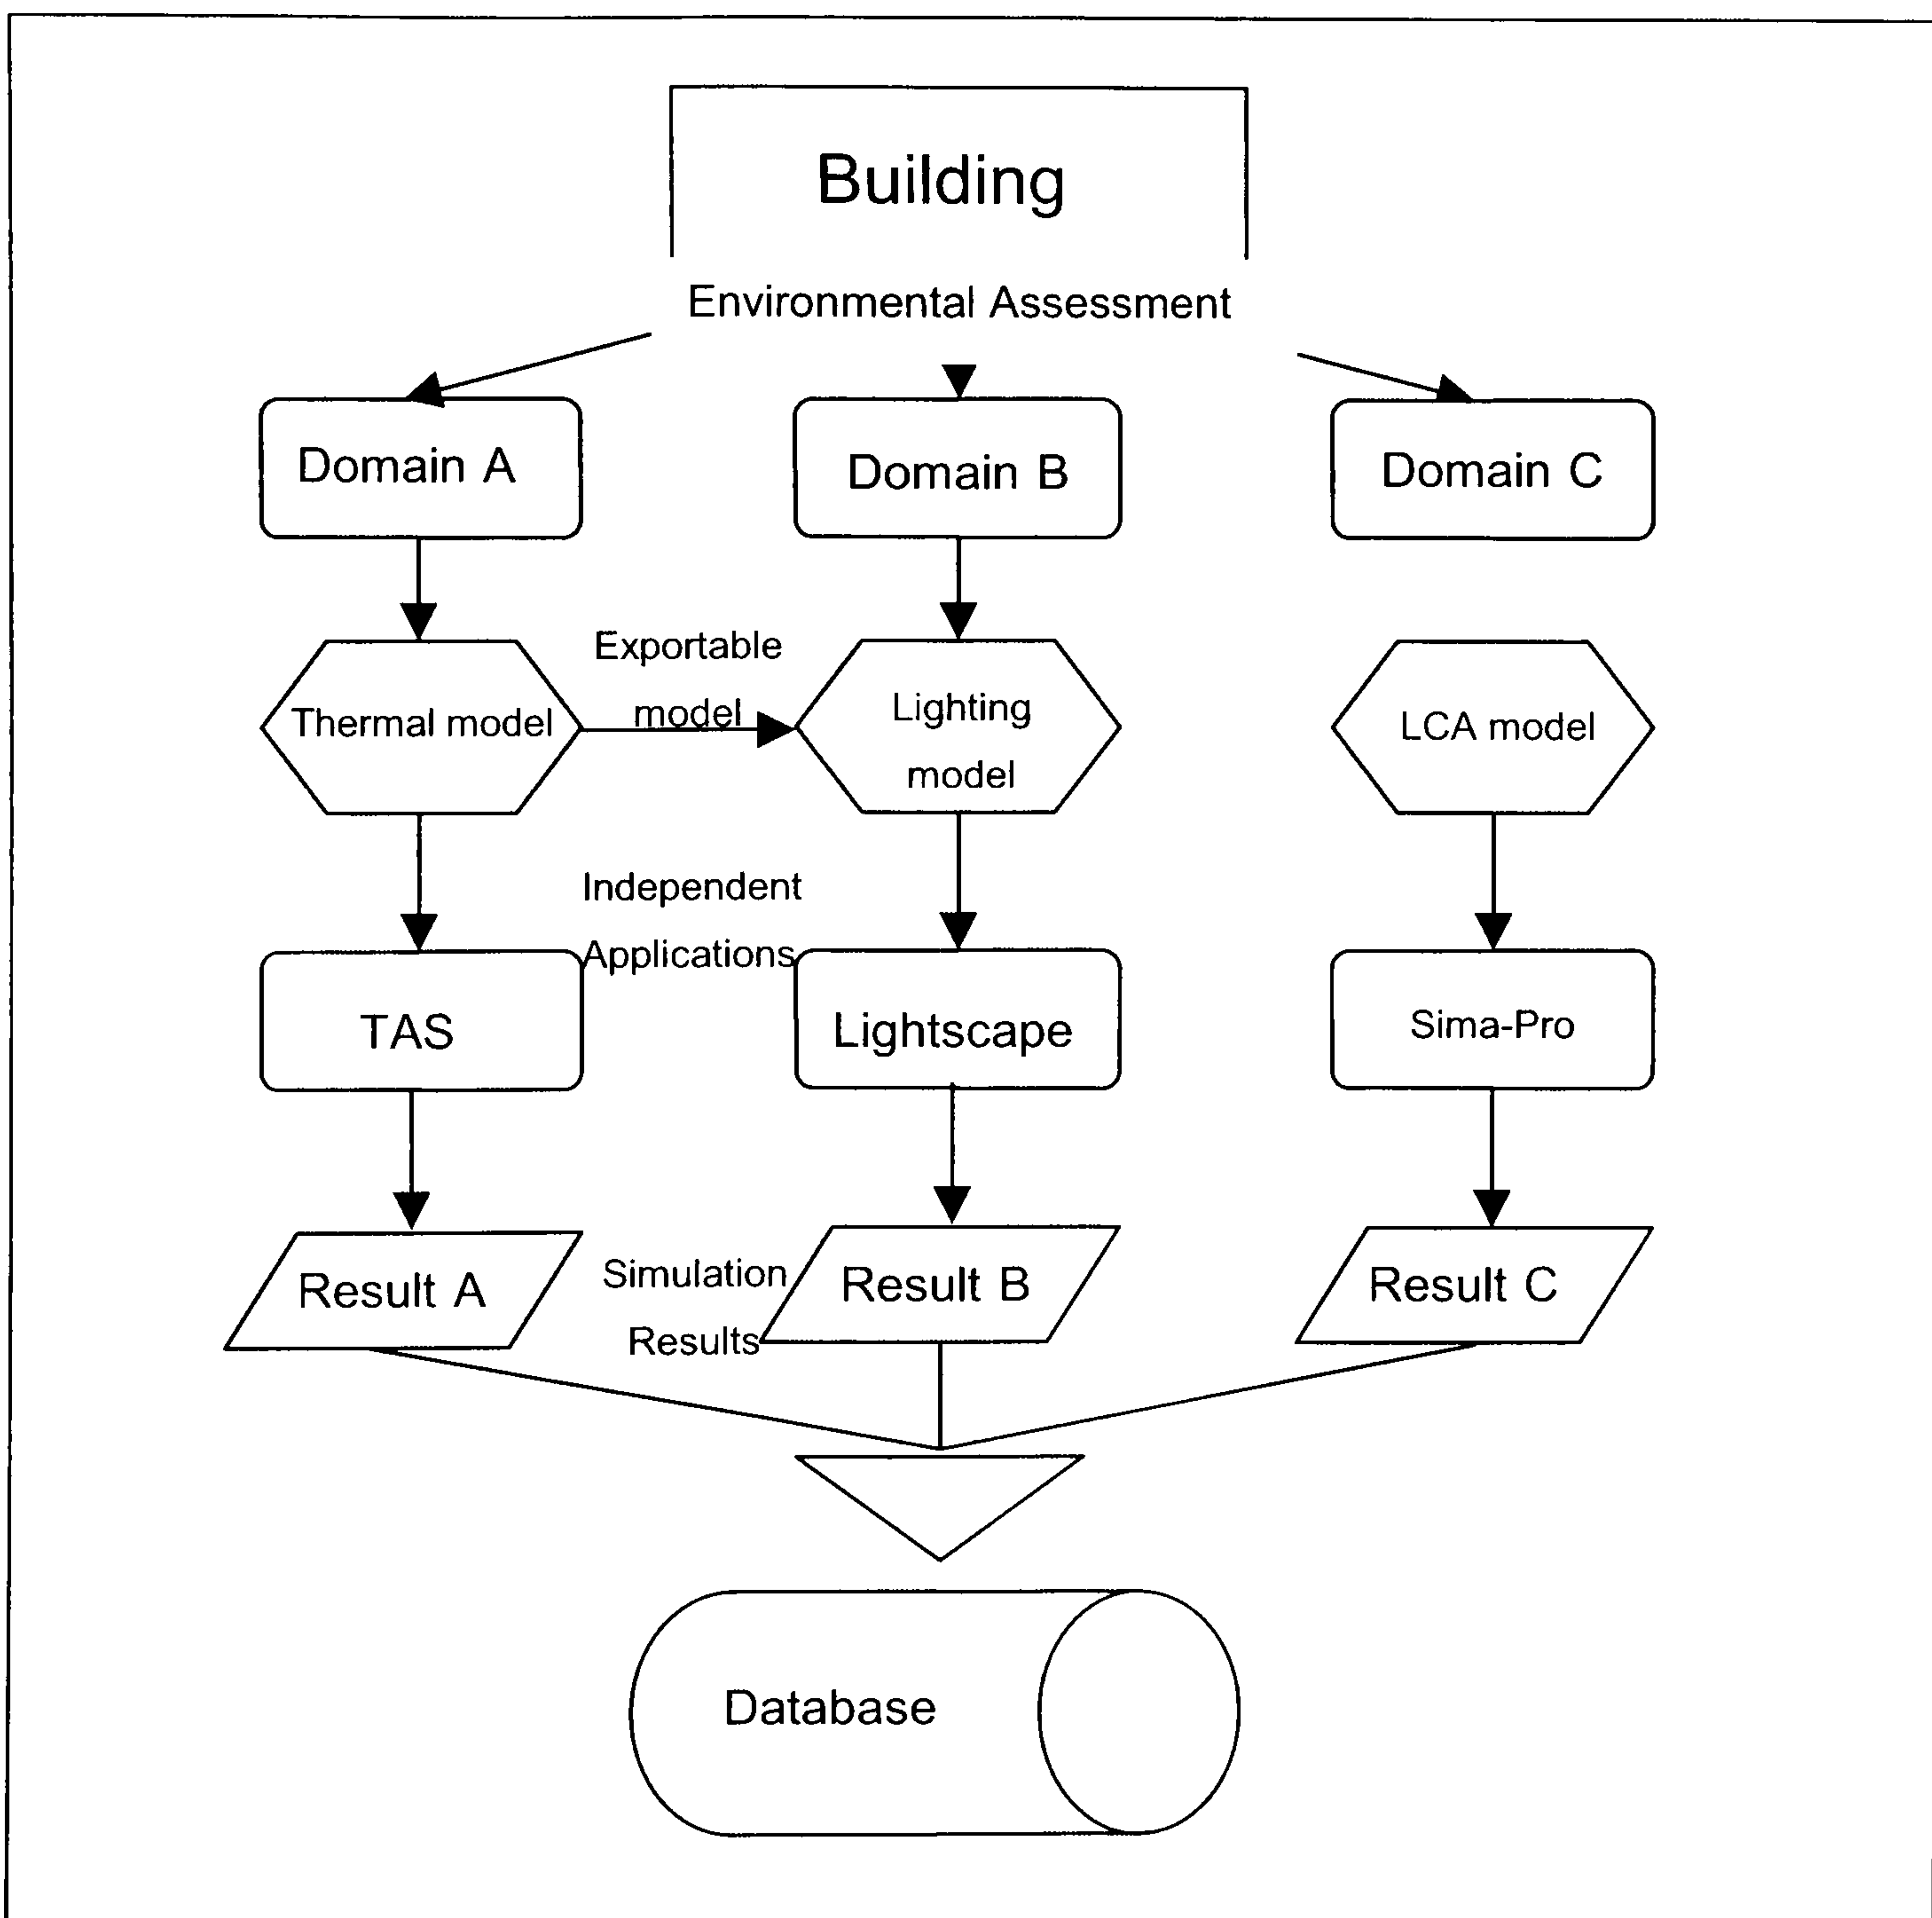 Building
Environmental Assessment
Domain A
Domain B
Domain C
Exportable
model
Thermal model
Lighting
model
LCA model
Independent
Applications
TAS
Lightscape
Sima-Pro
Simulation
Results
Result A
Result B
Result C
Database